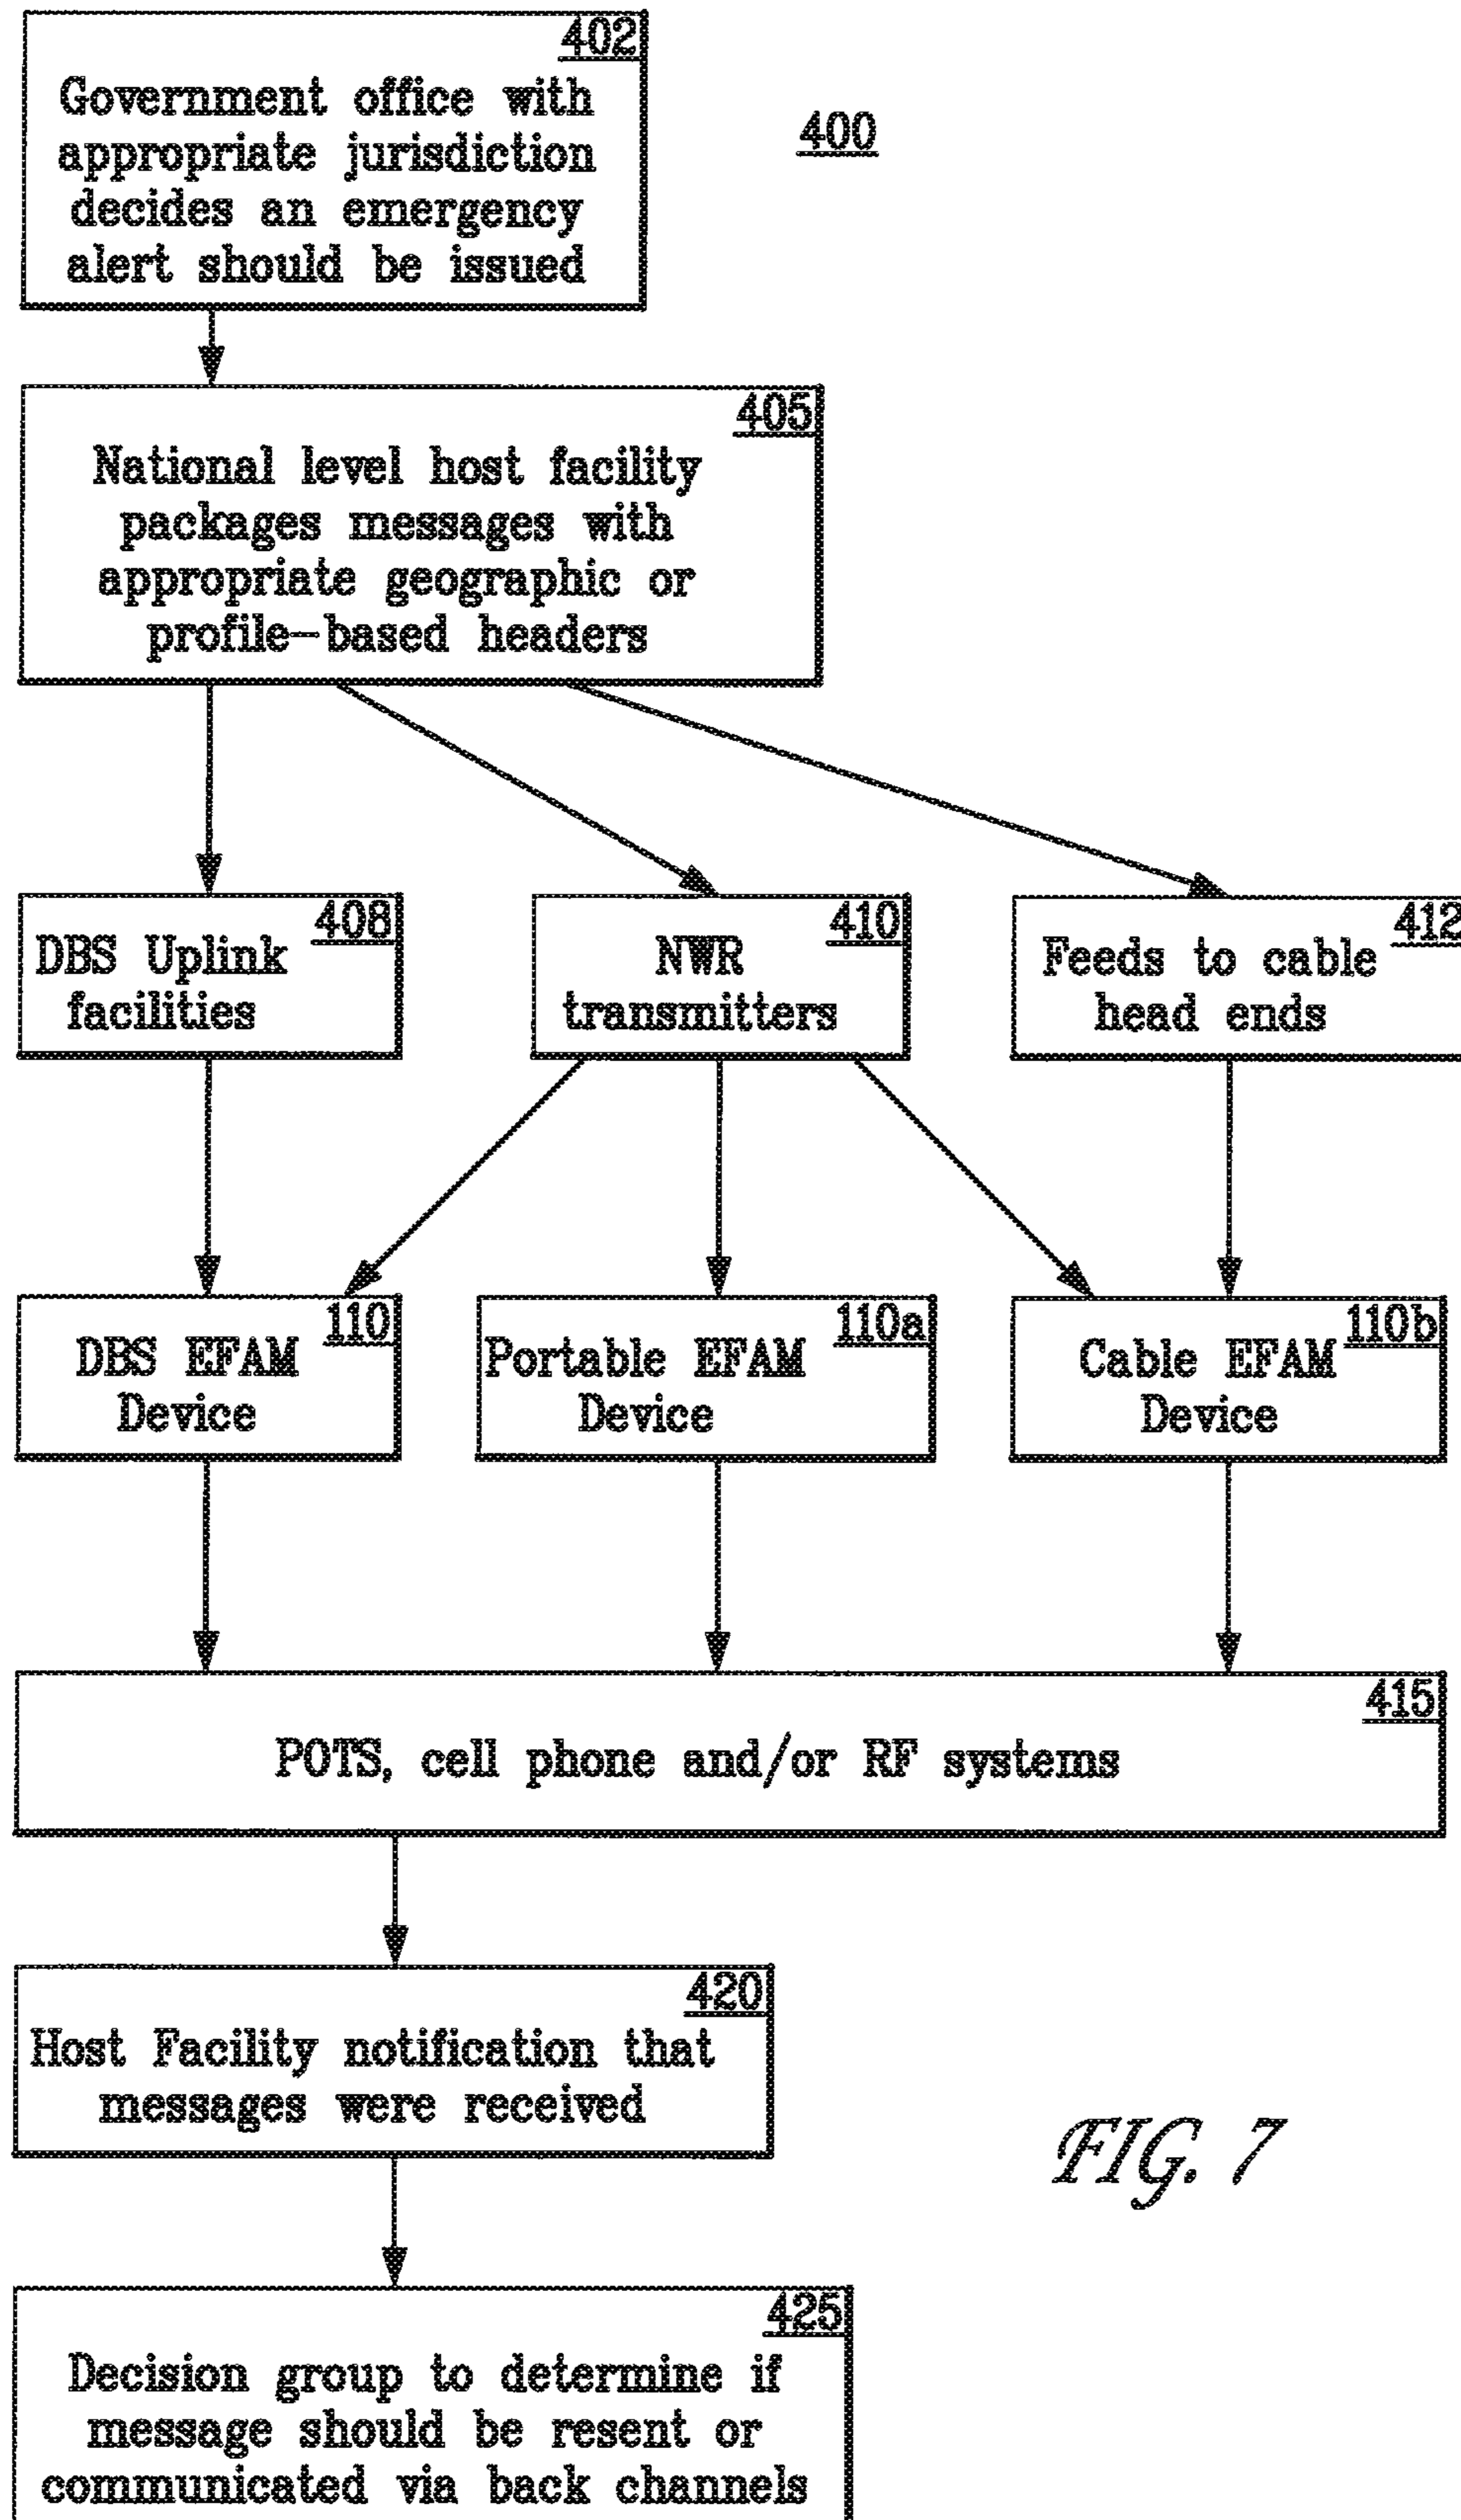 402
Government office with
appropriate jurisdiction
decides an emergency
alert should be issued
400
405
National level host facility
packages messages with
appropriate geographic or
profile-based headers
408
DBS Uplink
facilities
410
NWR
transmitters
412
Feeds to cable
head ends
110
DBS EFAM
Device
110a
Portable EFAM
Device
110b
Cable EFAM
Device
415
POTS, cell phone and/or RF systems
420
Host Facility notification that
messages were received
FIG. 7
425
Decision group to determine if
message should be resent or
communicated via back channels